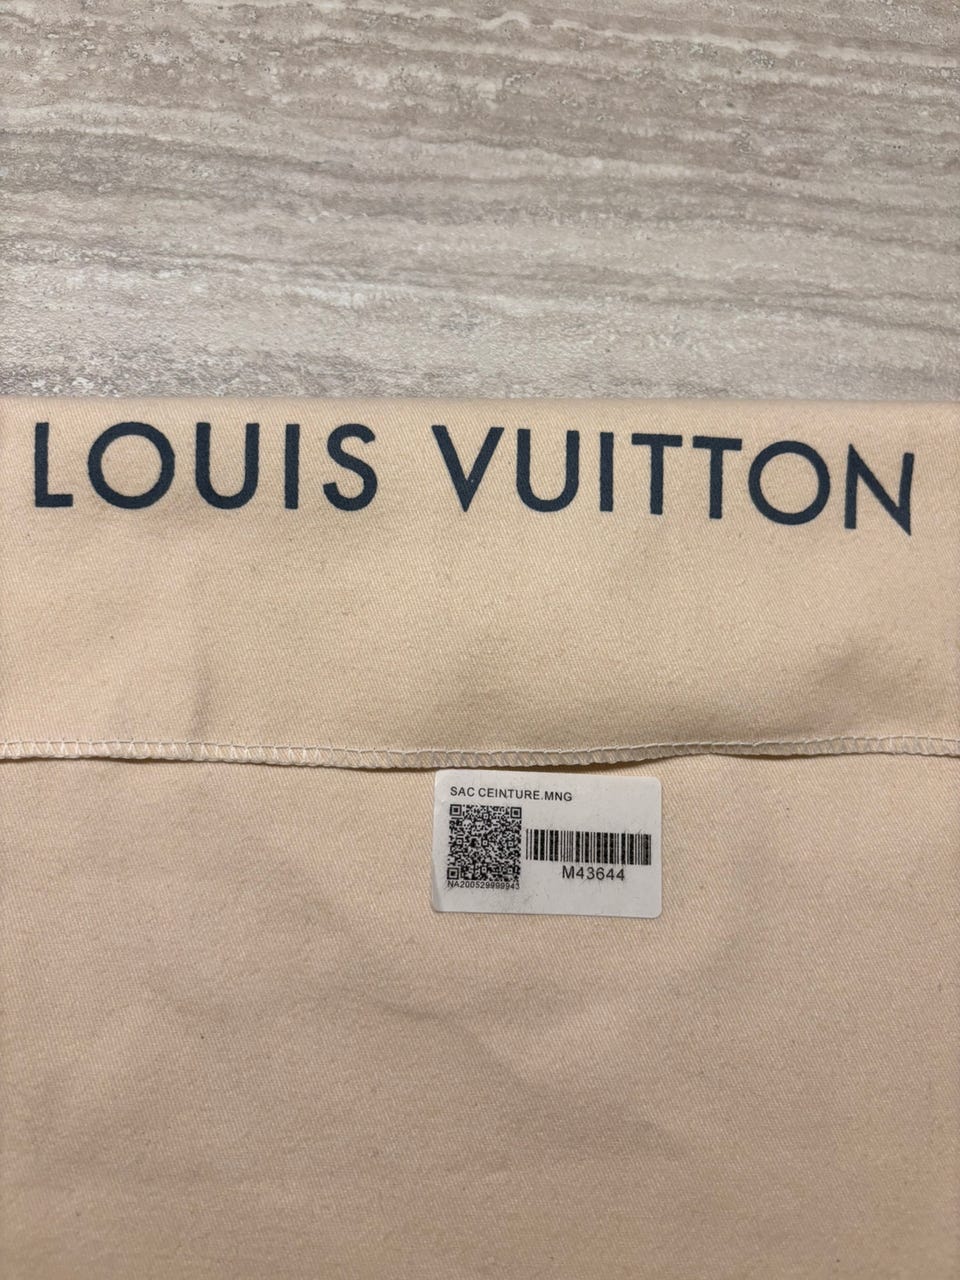 LOUIS VUITTON
SAC CEINTURE.MNG
M43644
NA200529999943